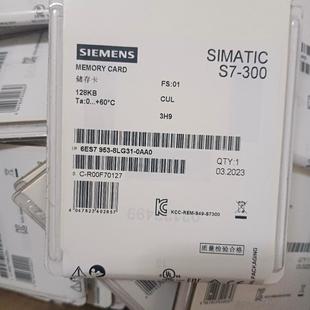 SIEMENS
SIMATIC
S7-300
MEMORY CARD
储存卡
FS:01
128KB
CUL
Ta:0...+60°C
3H9
1P 6ES7 953-8LG31-0AA0
QTY:1
S C-R00F70127
03.2023
KCC-REM-S49-S7300
质量检验合格